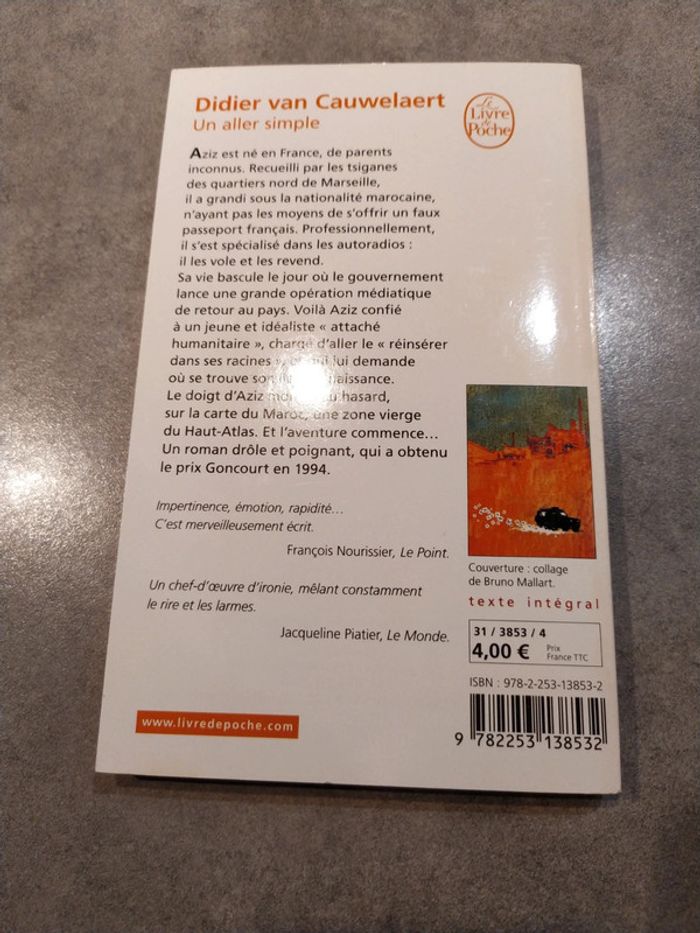 Didier van Cauwelaert
Un aller simple
Le
Livre
de
Poche
Aziz est né en France, de parents
inconnus. Recueilli par les tsiganes
des quartiers nord de Marseille,
il a grandi sous la nationalité marocaine,
n'ayant pas les moyens de s'offrir un faux
passeport français. Professionnellement,
il s'est spécialisé dans les autoradios :
il les vole et les revend.
Sa vie bascule le jour où le gouvernement
lance une grande opération médiatique
de retour au pays. Voilà Aziz confié
à un jeune et idéaliste « attaché
humanitaire », chargé d'aller le « réinsérer
dans ses racines », et qui lui demande
où se trouve son
Le doigt d'Aziz hasard,
sur la carte du Maroc, une zone vierge
du Haut-Atlas. Et l'aventure commence…
Un roman drôle et poignant, qui a obtenu
le prix Goncourt en 1994.
Impertinence, émotion, rapidité…
C'est merveilleusement écrit.
François Nourissier, Le Point.
Un chef-d'œuvre d'ironie, mêlant constamment
le rire et les larmes.
Jacqueline Piatier, Le Monde.
www.livredepoche.com
Couverture : collage
de Bruno Mallart.
texte intégral
31 / 3853 / 4
4,00 € Prix
France TTC
ISBN : 978-2-253-13853-2
9 782253 138532